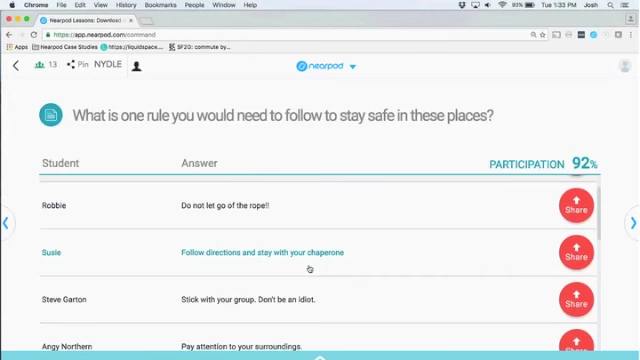 Chrome File Edit View History Bookmarks People Window Help 93% Tue 1:33 PM Josh
Nearpod Lessons: Download
Josh
https://app.nearpod.com/command
Apps Nearpod Case Studies https://liquidspace. SF2G: commute by
13 Pin NYDLE nearpod
What is one rule you would need to follow to stay safe in these places?
Student Answer PARTICIPATION 92%
Robbie Do not let go of the rope!! Share
Susie Follow directions and stay with your chaperone Share
Steve Garton Stick with your group. Don't be an idiot. Share
Angy Northern Pay attention to your surroundings. Share